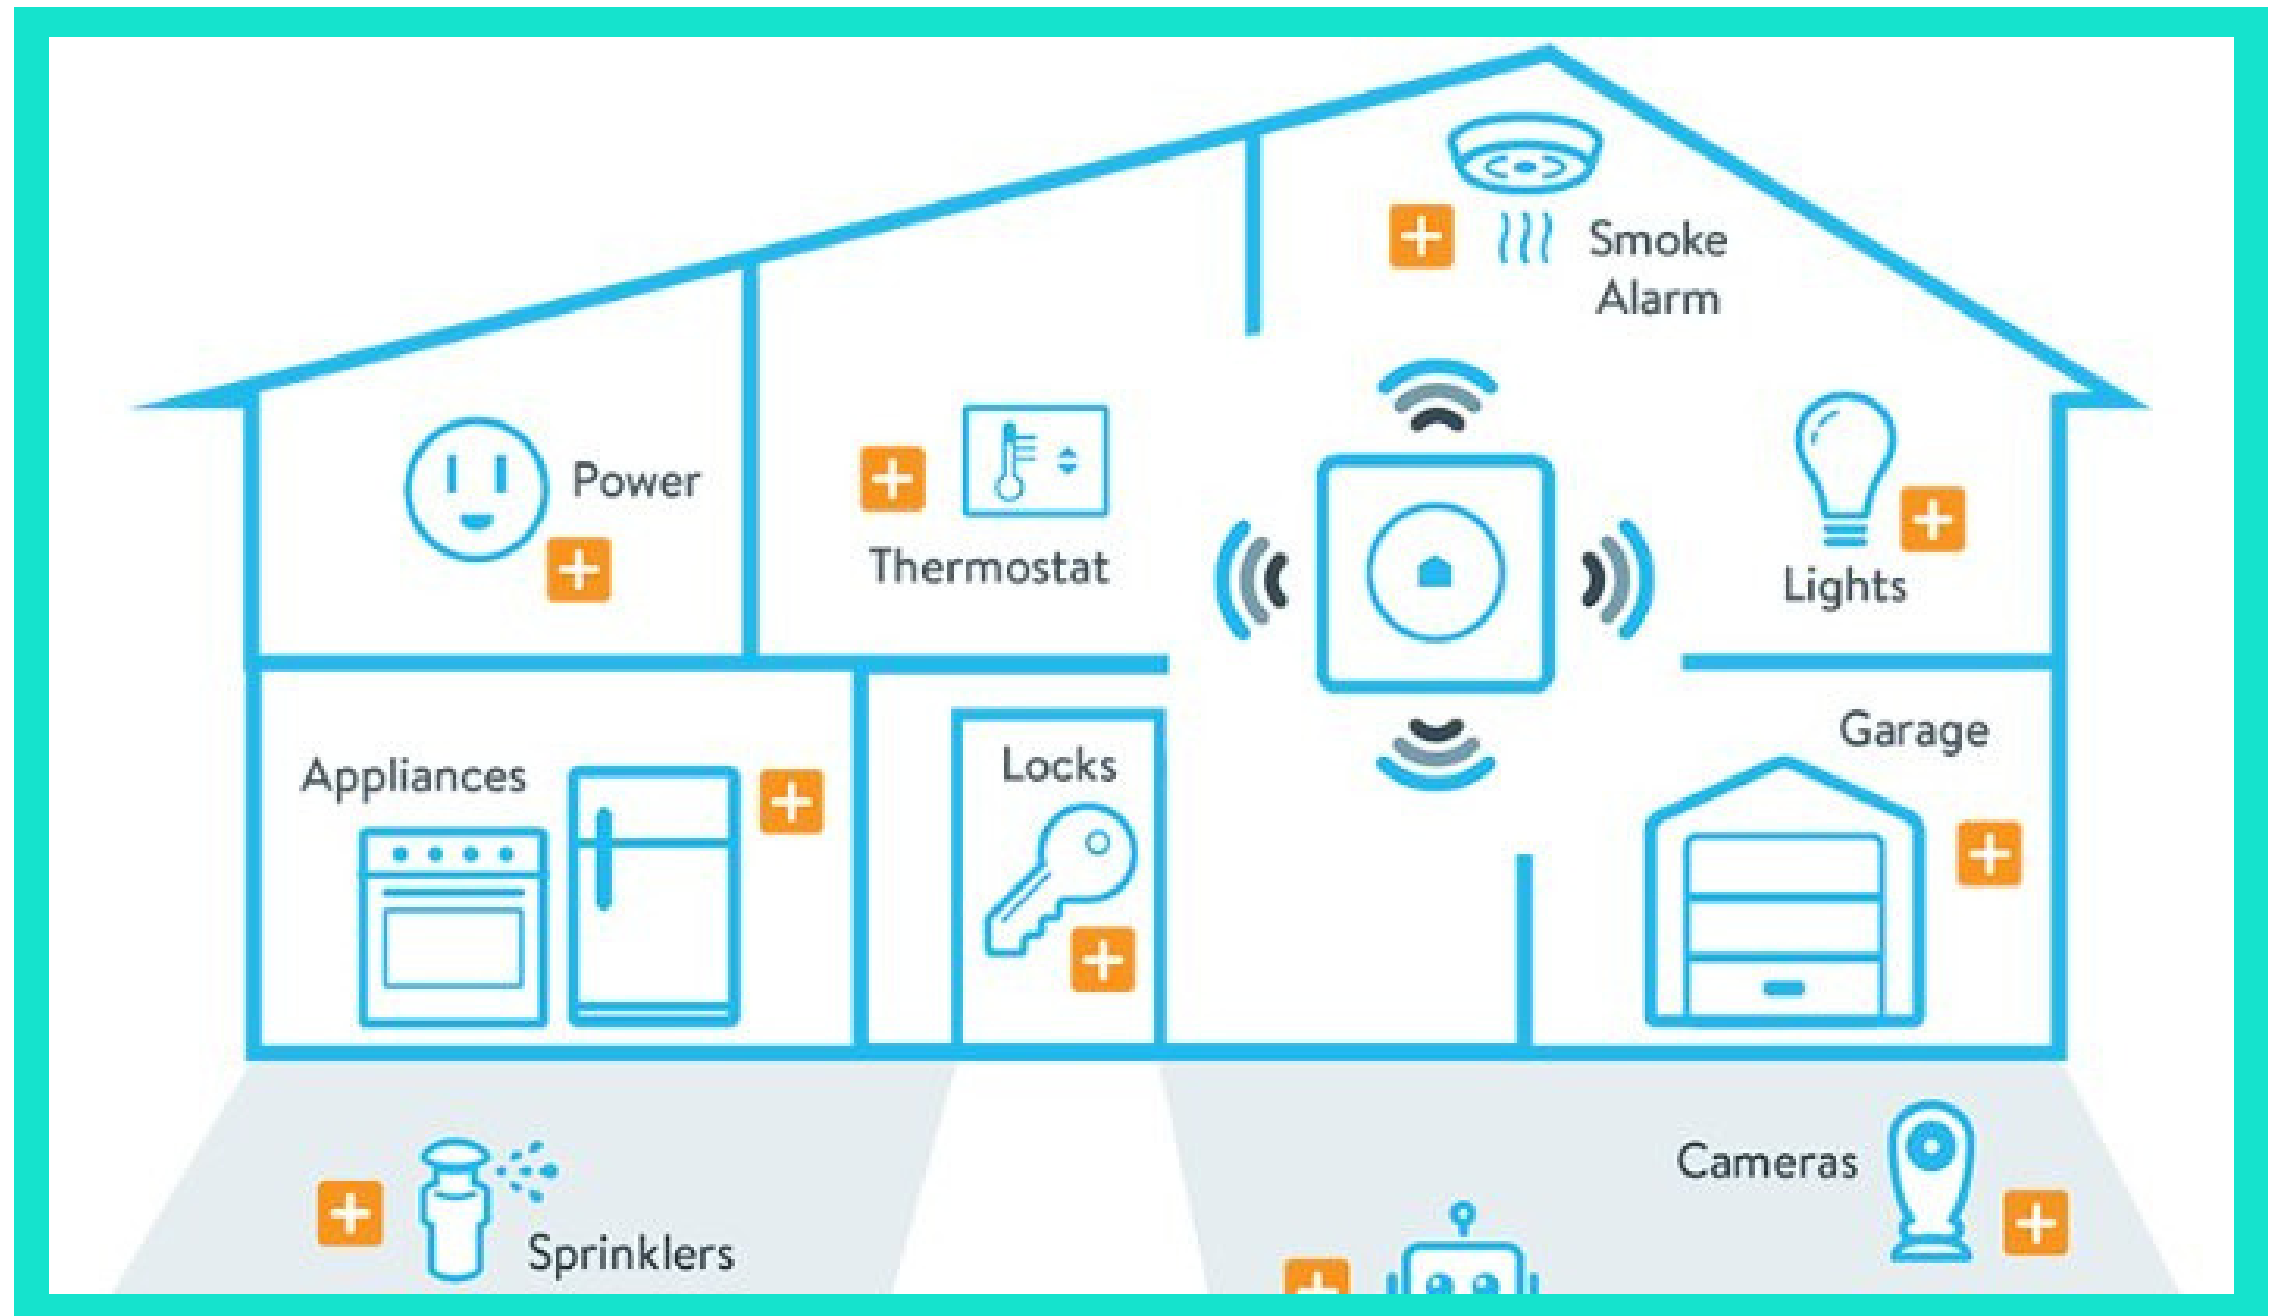 Smoke
Alarm
Power
Thermostat
Lights
Garage
Appliances
Locks
Cameras
Sprinklers